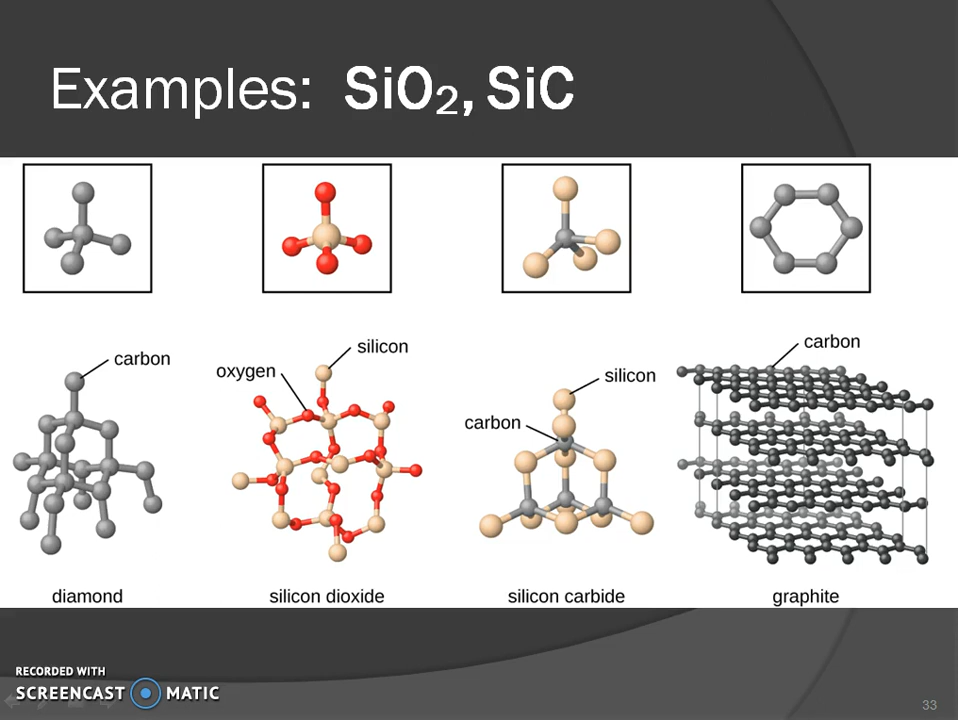 Examples: SiO₂, SiC
carbon
oxygen
silicon
carbon
silicon
carbon
diamond
silicon dioxide
silicon carbide
graphite
RECORDED WITH
SCREENCAST MATIC
33